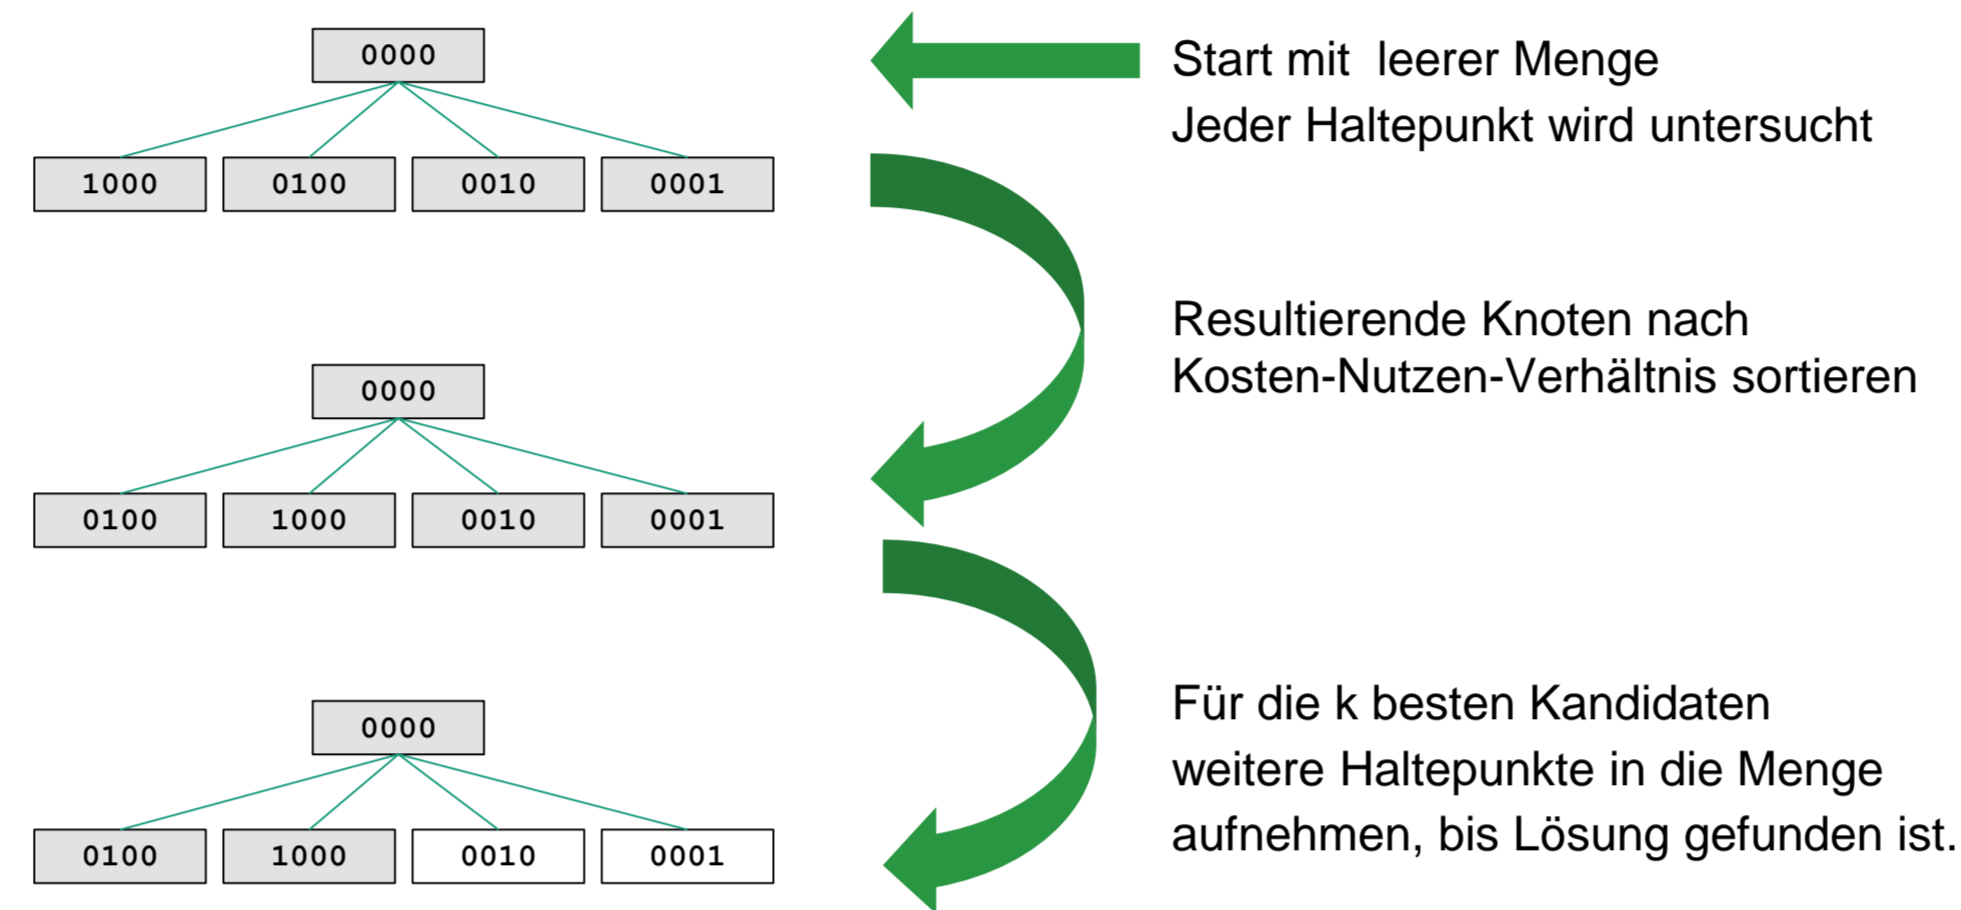 0000
Start mit leerer Menge
Jeder Haltepunkt wird untersucht
1000 0100 0010 0001
Resultierende Knoten nach
Kosten-Nutzen-Verhältnis sortieren
0000
0100 1000 0010 0001
Für die k besten Kandidaten
weitere Haltepunkte in die Menge
aufnehmen, bis Lösung gefunden ist.
0000
0100 1000 0010 0001